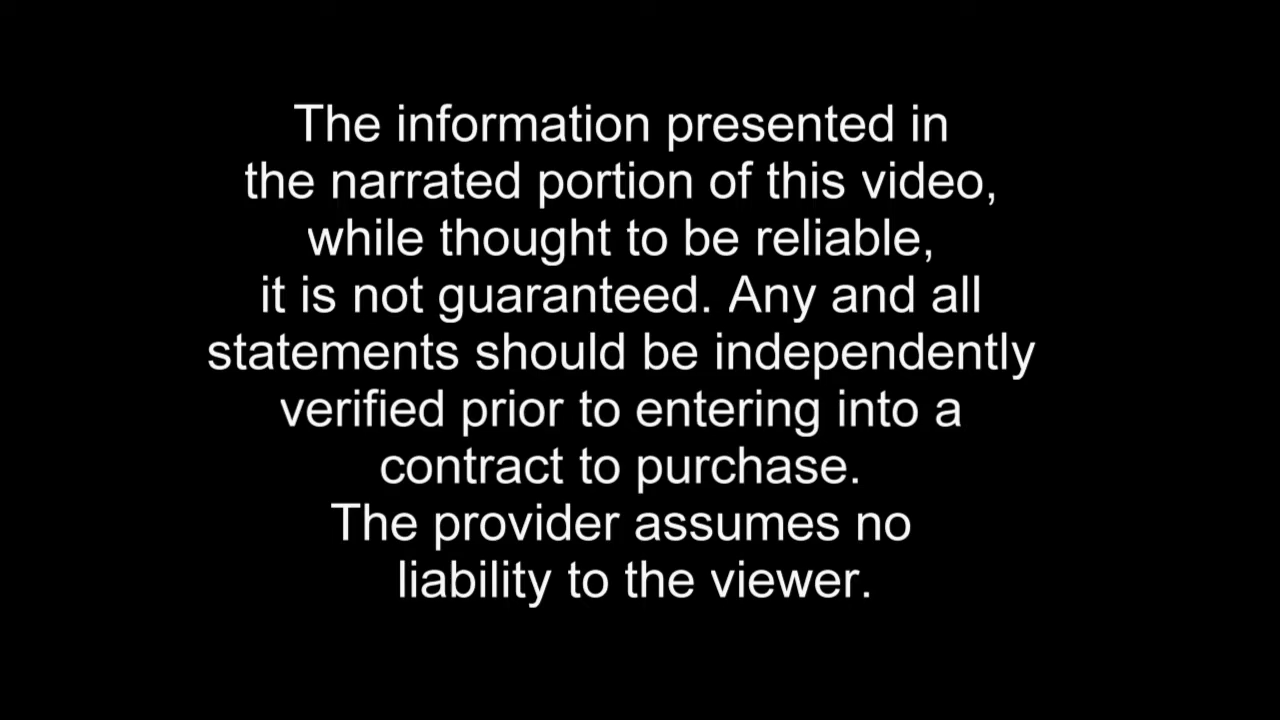 The information presented in
the narrated portion of this video,
while thought to be reliable,
it is not guaranteed. Any and all
statements should be independently
verified prior to entering into a
contract to purchase.
The provider assumes no
liability to the viewer.